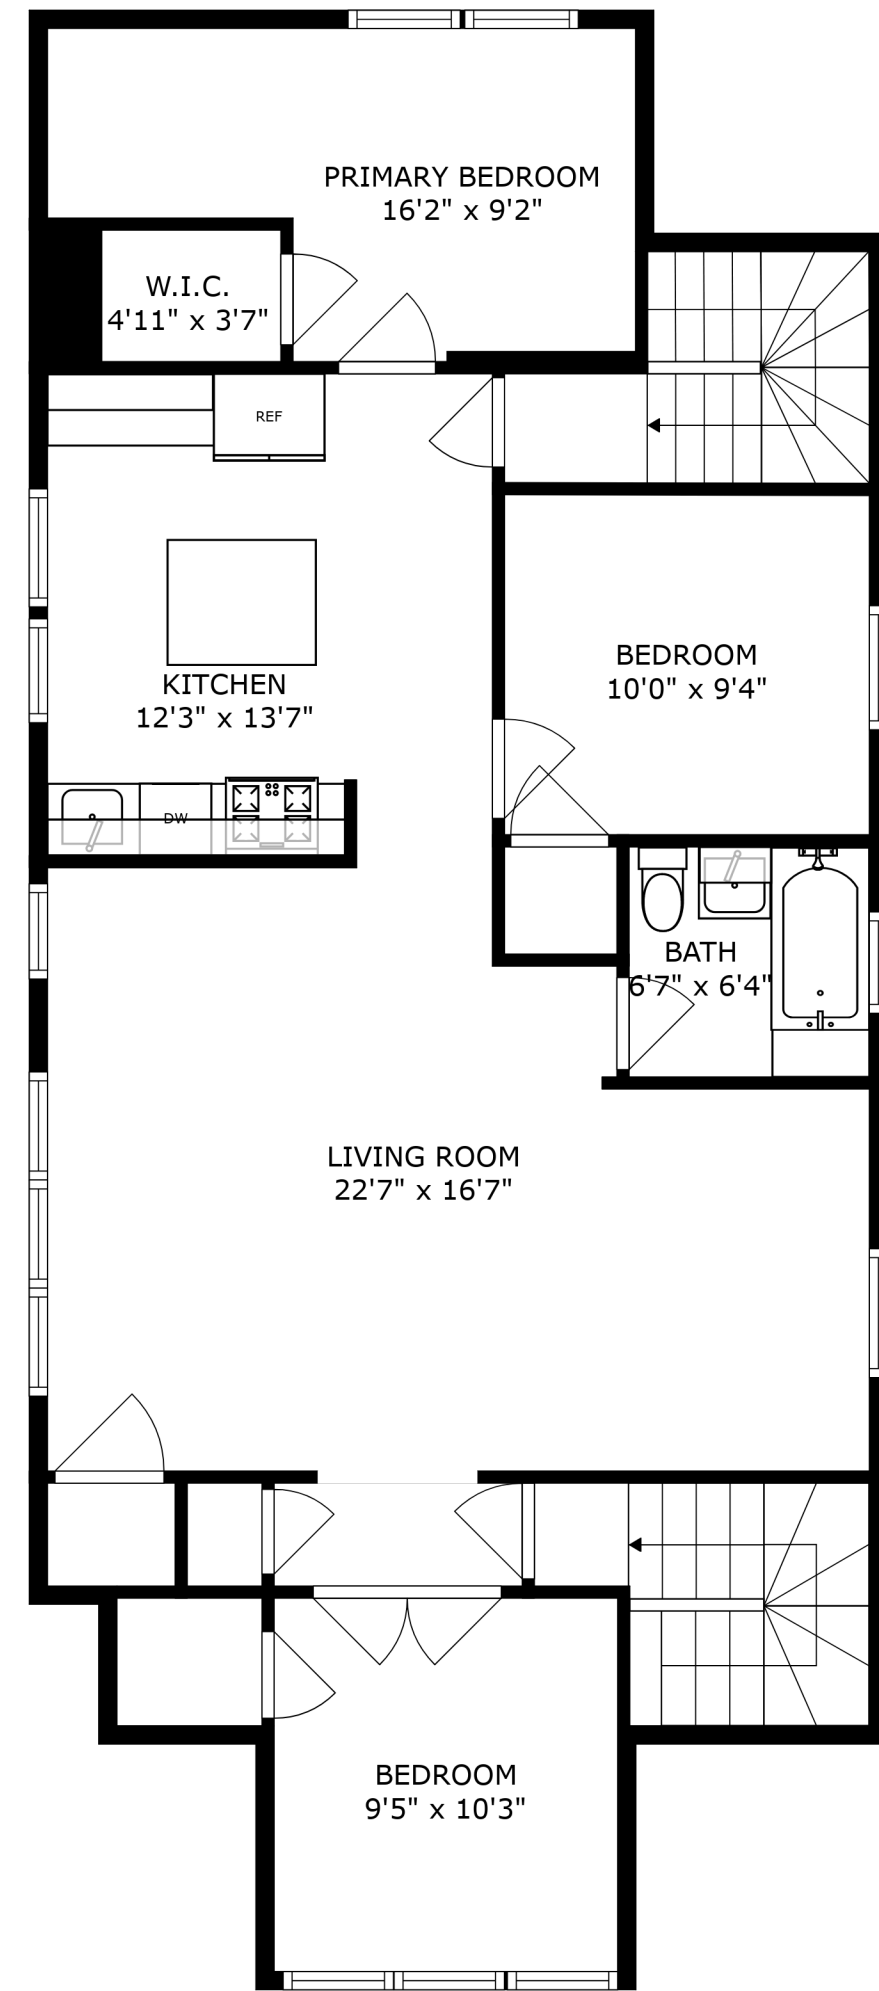 PRIMARY BEDROOM
16'2" x 9'2"
W.I.C.
4'11" x 3'7"
REF
BEDROOM
10'0" x 9'4"
KITCHEN
12'3" x 13'7"
DW
BATH
6'7" x 6'4"
LIVING ROOM
22'7" x 16'7"
BEDROOM
9'5" x 10'3"